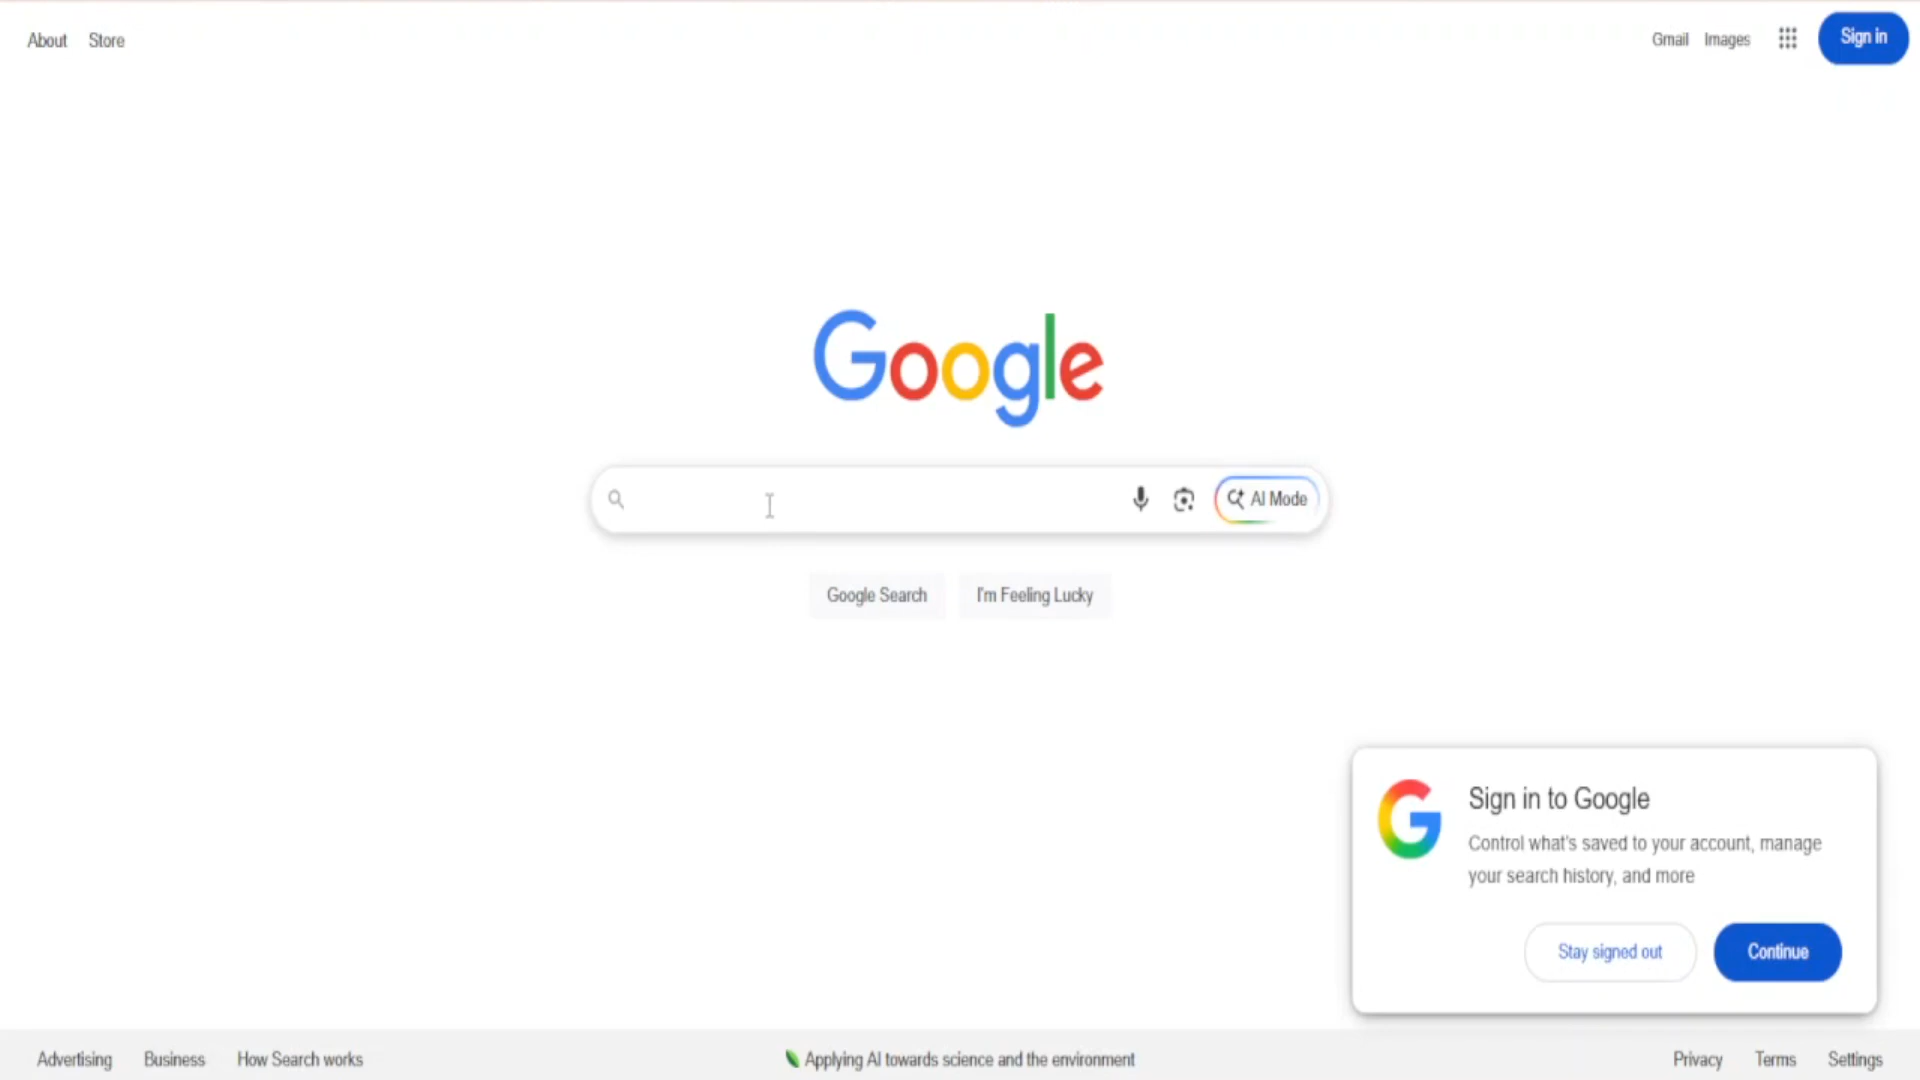 About Store
Gmail Images Sign in
Google
AI Mode
Google Search I'm Feeling Lucky
Sign in to Google
Control what's saved to your account, manage
your search history, and more
Stay signed out Continue
Advertising Business How Search works
Applying AI towards science and the environment
Privacy Terms Settings